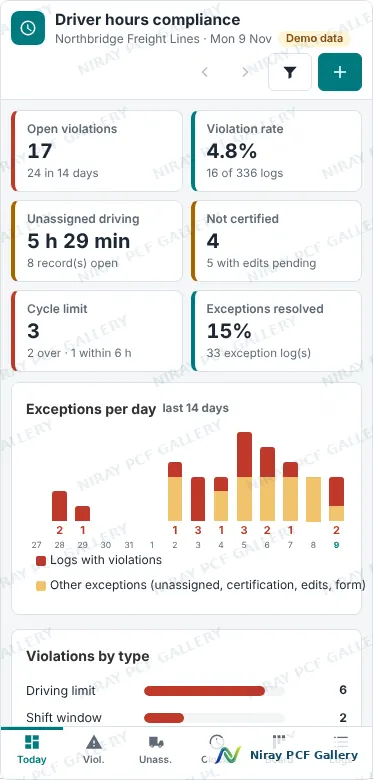 Driver hours compliance
Northbridge Freight Lines · Mon 9 Nov
Demo data
Open violations
17
24 in 14 days
Violation rate
4.8%
16 of 336 logs
Unassigned driving
5 h 29 min
8 record(s) open
Not certified
4
5 with edits pending
Cycle limit
3
2 over · 1 within 6 h
Exceptions resolved
15%
33 exception log(s)
Exceptions per day last 14 days
2 1 1 3 1 3 2 1 2
27 28 29 30 31 1 2 3 4 5 6 7 8 9
Logs with violations
Other exceptions (unassigned, certification, edits, form)
Violations by type
Driving limit 6
Shift window 2
Today Viol. Unass.
Niray PCF Gallery
NIRAY PCF GALLERY